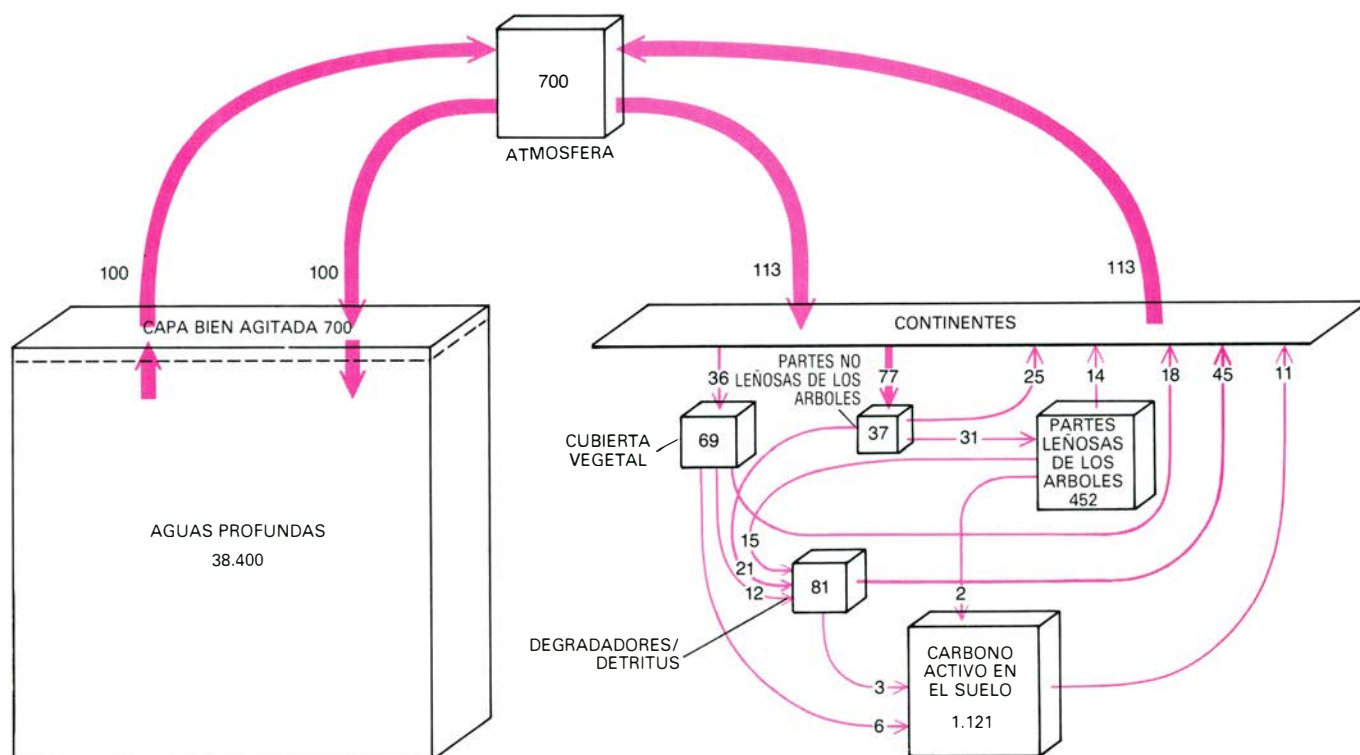 700
ATMOSFERA
100
100
113
113
CAPA BIEN AGITADA 700
CONTINENTES
AGUAS PROFUNDAS
38.400
36
PARTES NO
LEÑOSAS DE LOS
ARBOLES
77
25
14
18
45
11
CUBIERTA
VEGETAL
69
37
31
PARTES
LEÑOSAS
DE LOS
ARBOLES
452
15
21
12
81
2
DEGRADADORES/
DETRITUS
3
6
CARBONO
ACTIVO EN
EL SUELO
1.121